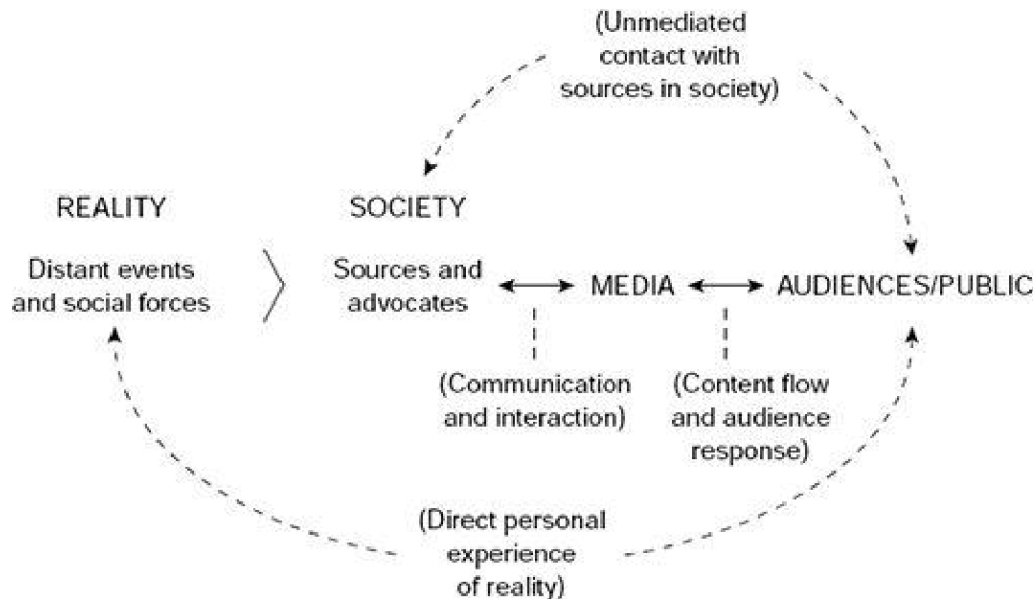 (Unmediated
contact with
sources in society)
REALITY
SOCIETY
Distant events
and social forces
Sources and
advocates
MEDIA
AUDIENCES/PUBLIC
(Communication
and interaction)
(Content flow
and audience
response)
(Direct personal
experience
of reality)